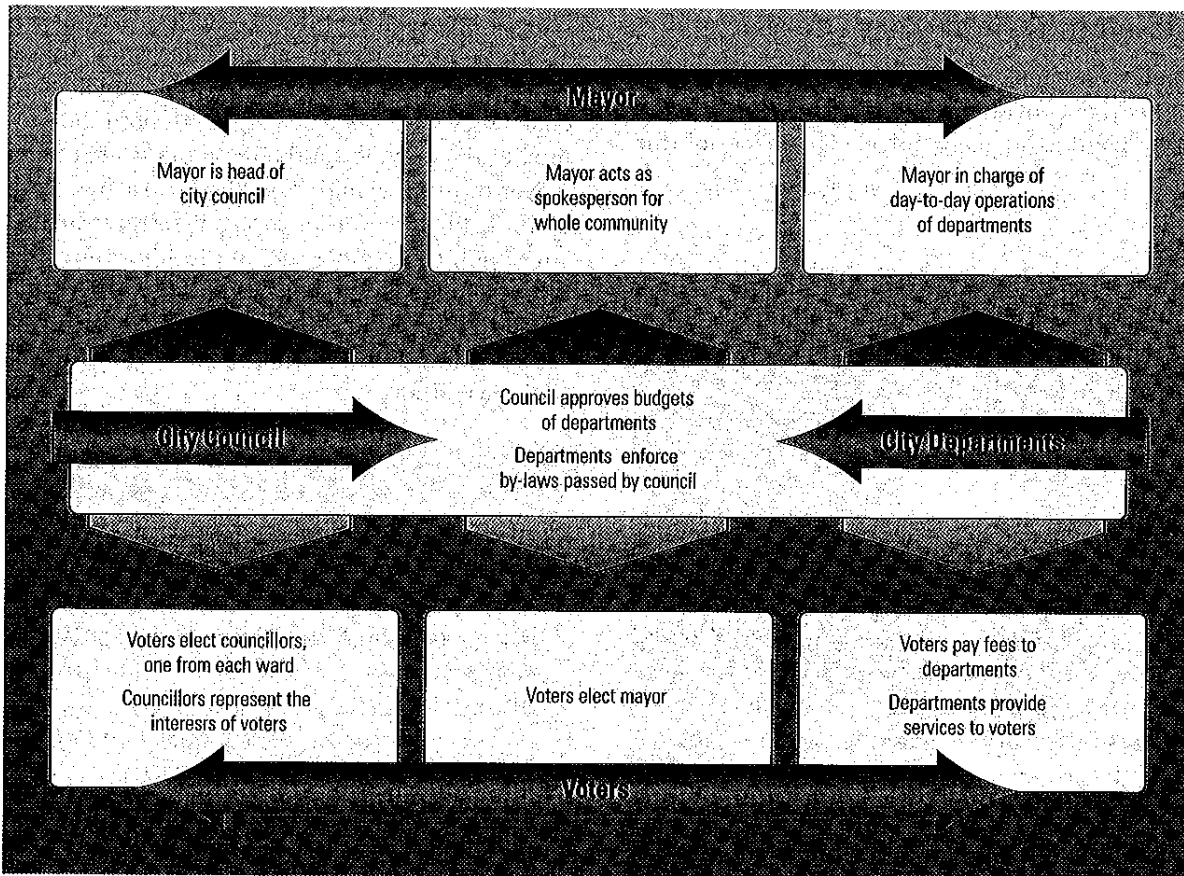 Mayor
Mayor is head of
city council
Mayor acts as
spokesperson for
whole community
Mayor in charge of
day-to-day operations
of departments
City Council
Council approves budgets
of departments
Departments enforce
by-laws passed by council
City Departments
Voters elect councillors,
one from each ward
Councillors represent the
interesrs of voters
Voters elect mayor
Voters pay fees to
departments
Departments provide
services to voters
Voters